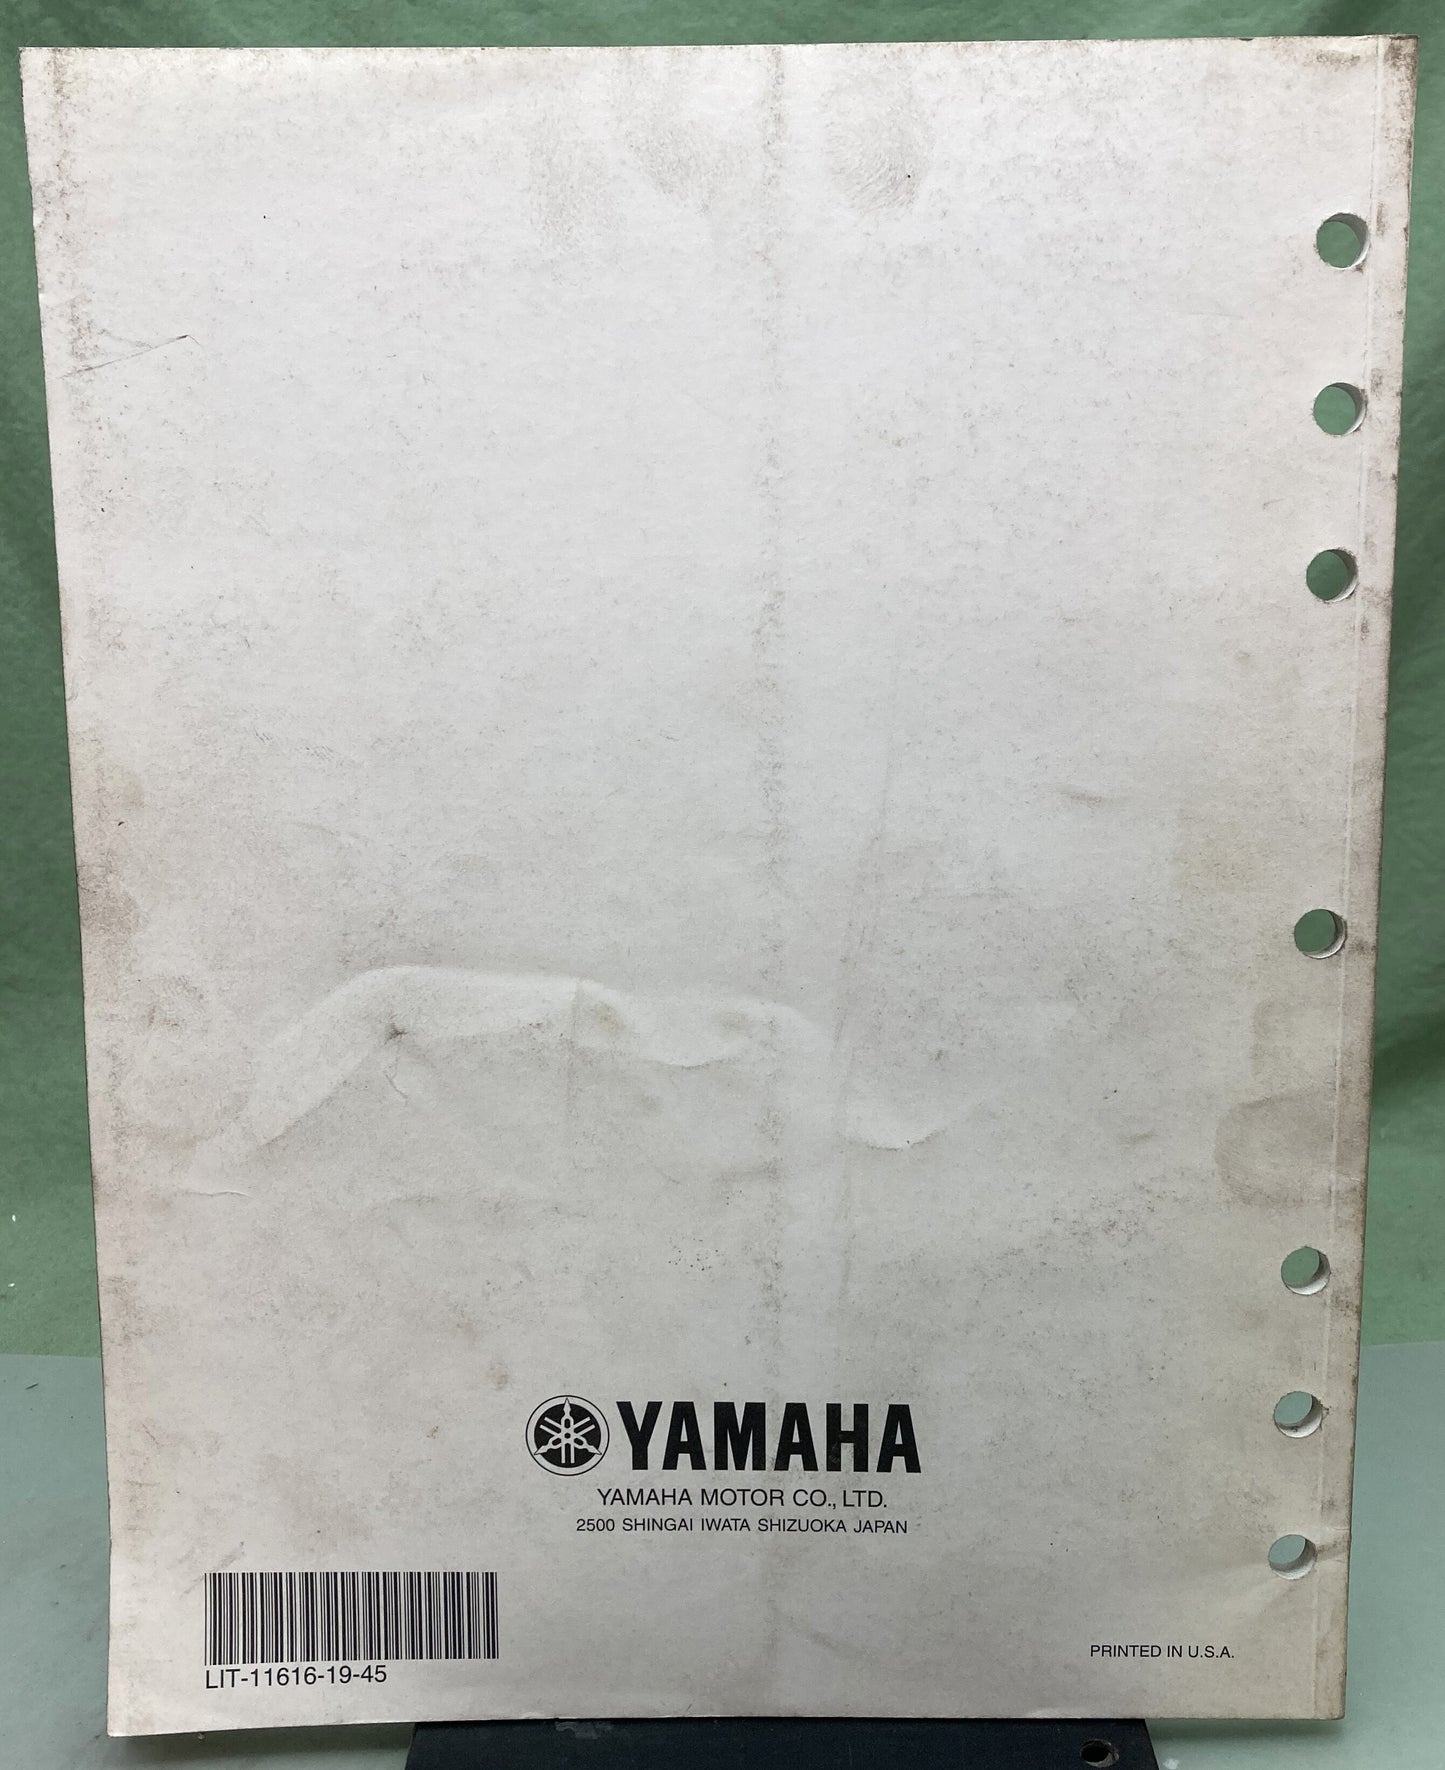 YAMAHA
YAMAHA MOTOR CO., LTD.
2500 SHINGAI IWATA SHIZUOKA JAPAN
LIT-11616-19-45
PRINTED IN U.S.A.